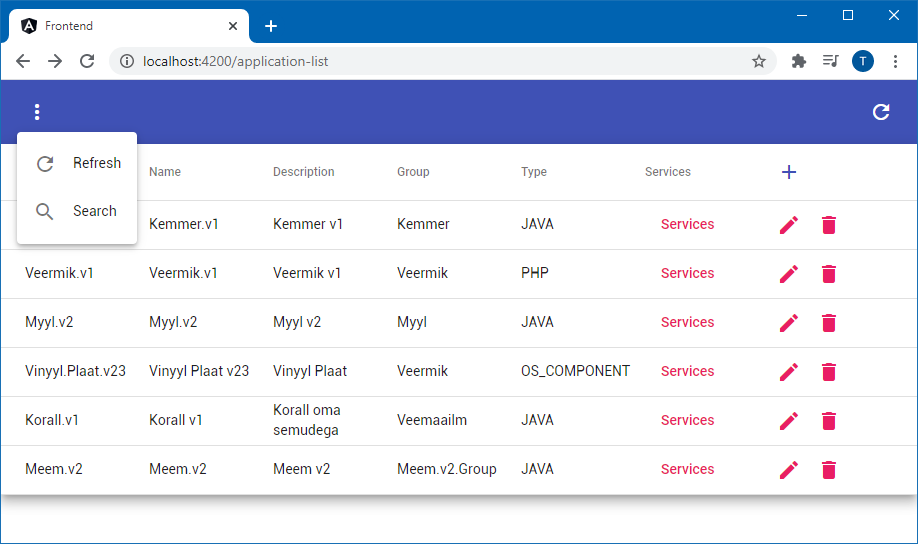 Frontend
localhost:4200/application-list
T
Refresh
Search
Name Description Group Type Services
Kemmer.v1 Kemmer v1 Kemmer JAVA Services
Veermik.v1 Veermik.v1 Veermik v1 Veermik PHP Services
Myyl.v2 Myyl.v2 Myyl v2 Myyl JAVA Services
Vinyyl.Plaat.v23 Vinyyl Plaat v23 Vinyyl Plaat Veermik OS_COMPONENT Services
Korall.v1 Korall v1 Korall oma semudega Veemaailm JAVA Services
Meem.v2 Meem.v2 Meem v2 Meem.v2.Group JAVA Services